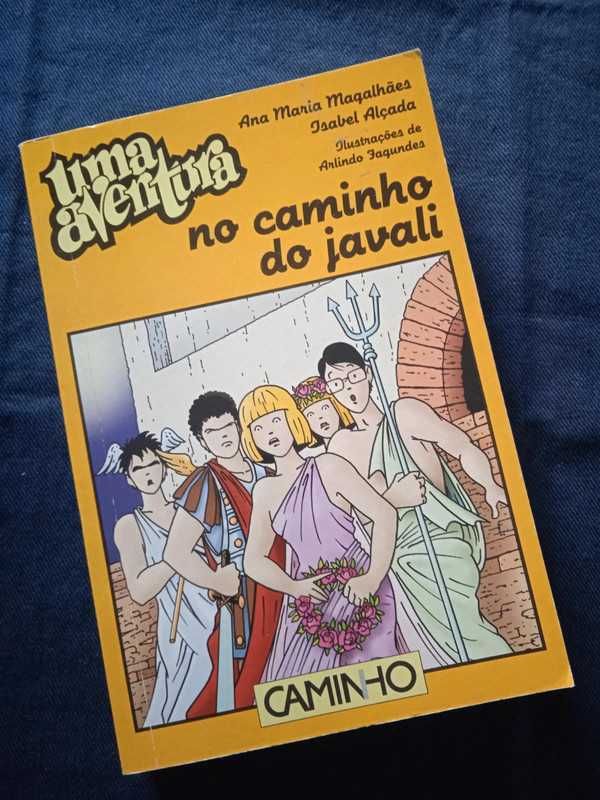 Ana Maria Magalhães
Isabel Alçada
Ilustrações de
Arlindo Fagundes
uma
aventura
no caminho
do javali
CAMINHO